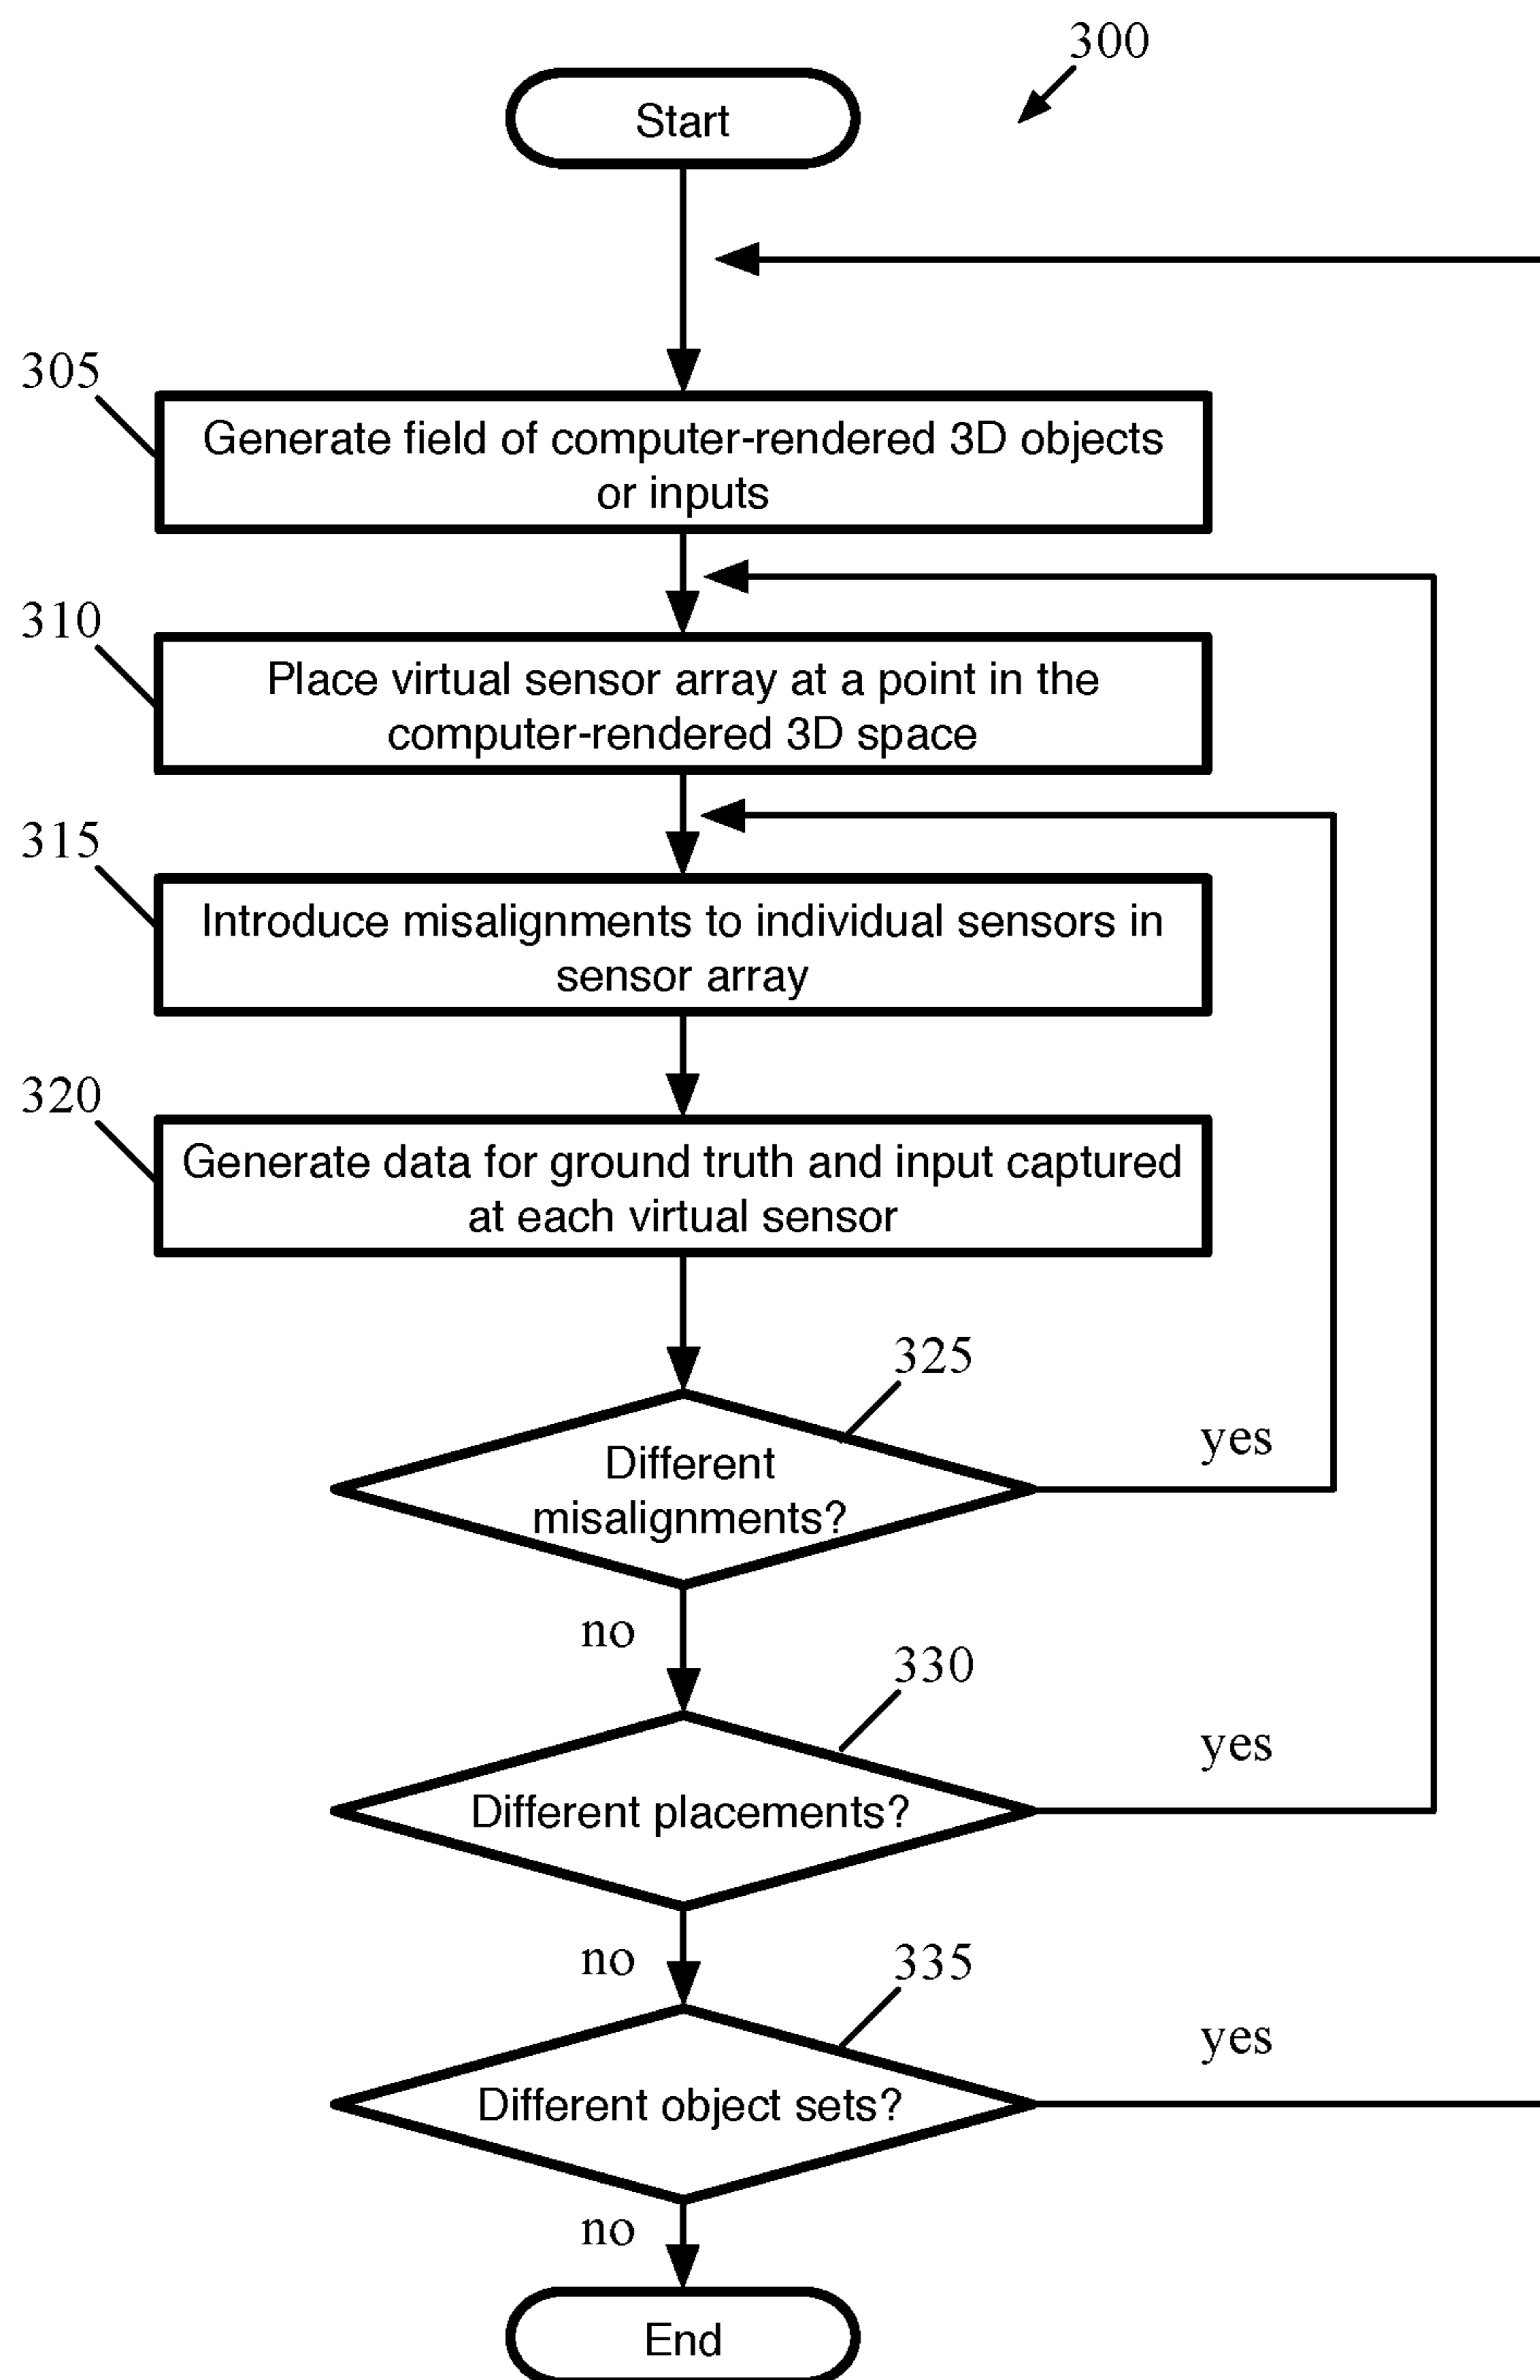 300
Start
305
Generate field of computer-rendered 3D objects
or inputs
310
Place virtual sensor array at a point in the
computer-rendered 3D space
315
Introduce misalignments to individual sensors in
sensor array
320
Generate data for ground truth and input captured
at each virtual sensor
325
Different
misalignments?
yes
no
330
Different placements?
yes
no
335
Different object sets?
yes
no
End